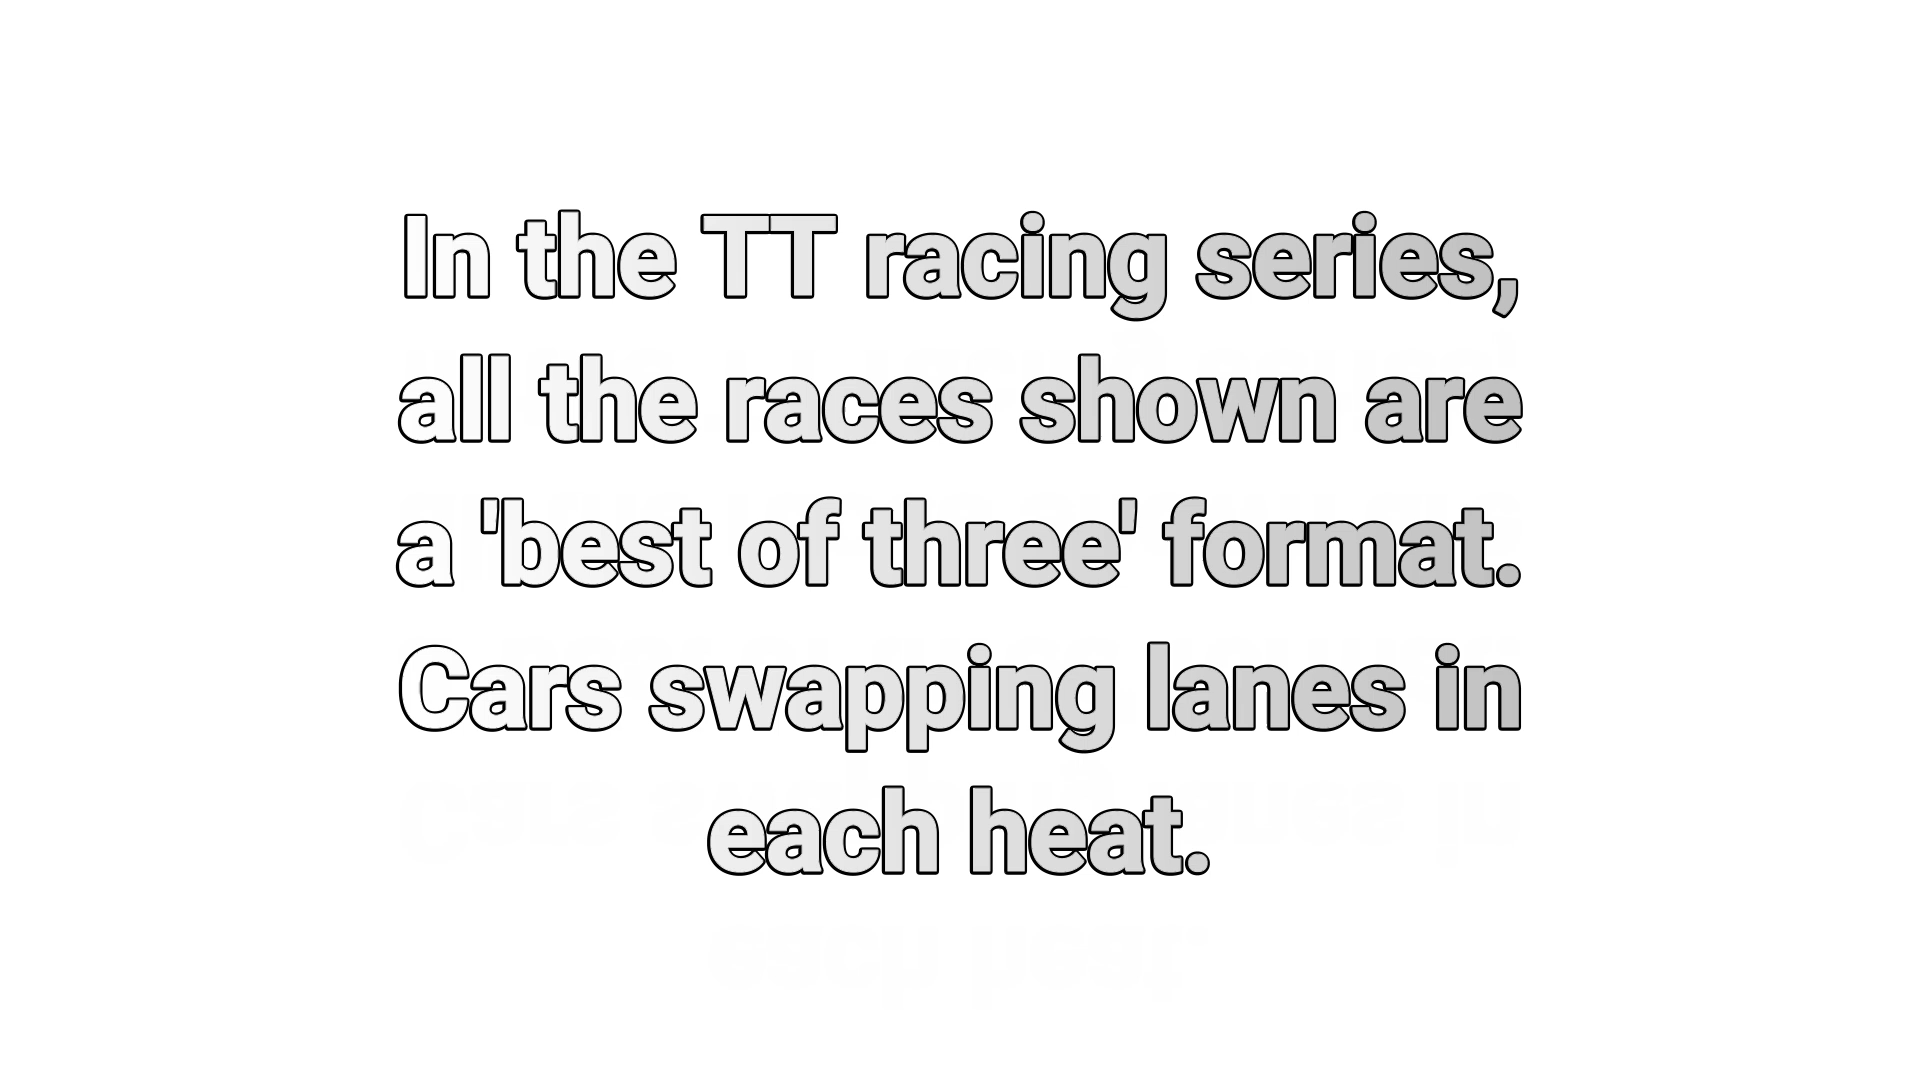 In the TT racing series,
all the races shown are
a 'best of three' format.
Cars swapping lanes in
each heat.